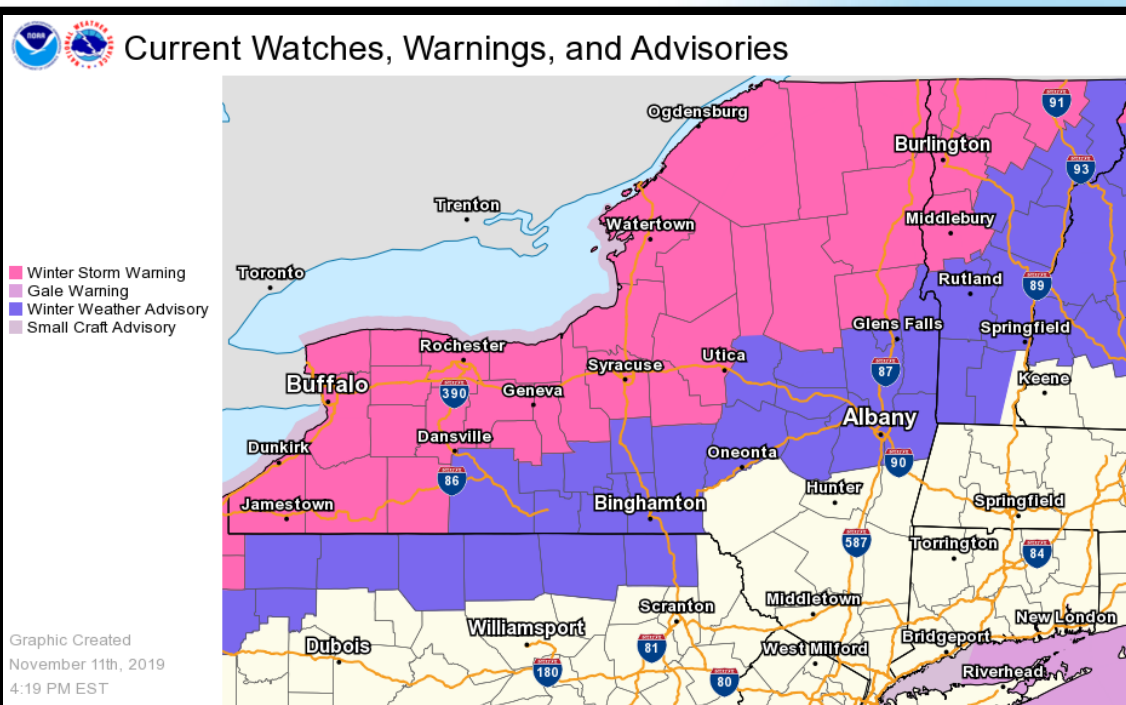 NOAA
Current Watches, Warnings, and Advisories
Winter Storm Warning
Gale Warning
Winter Weather Advisory
Small Craft Advisory
Graphic Created
November 11th, 2019
4:19 PM EST
Ogdensburg
91
Burlington
93
Trenton
Watertown
Middlebury
Toronto
Rutland
89
Glens Falls
Springfield
Rochester
Utica
Syracuse
87
Keene
Buffalo
390
Geneva
Albany
Dansville
Dunkirk
Oneonta
90
86
Hunter
Jamestown
Binghamton
Springfield
587
Torrington
84
Middletown
Scranton
New London
Williamsport
Bridgeport
Dubois
81
West Milford
180
80
Riverhead